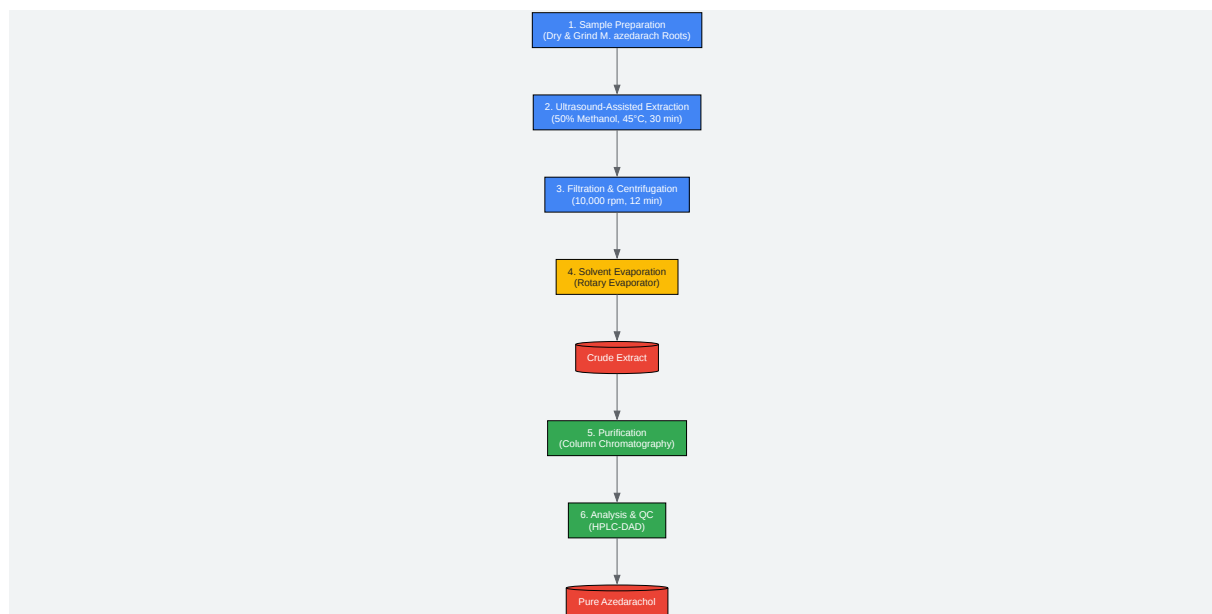 1. Sample Preparation
(Dry & Grind M. azedarach Roots)
2. Ultrasound-Assisted Extraction
(50% Methanol, 45°C, 30 min)
3. Filtration & Centrifugation
(10,000 rpm, 12 min)
4. Solvent Evaporation
(Rotary Evaporator)
Crude Extract
5. Purification
(Column Chromatography)
6. Analysis & QC
(HPLC-DAD)
Pure Azedarachol